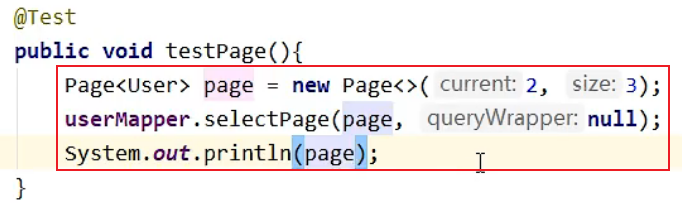 @Test
public void testPage(){
Page<User> page = new Page<>( current: 2, size: 3);
userMapper.selectPage(page, queryWrapper: null);
System.out.println(page);
}